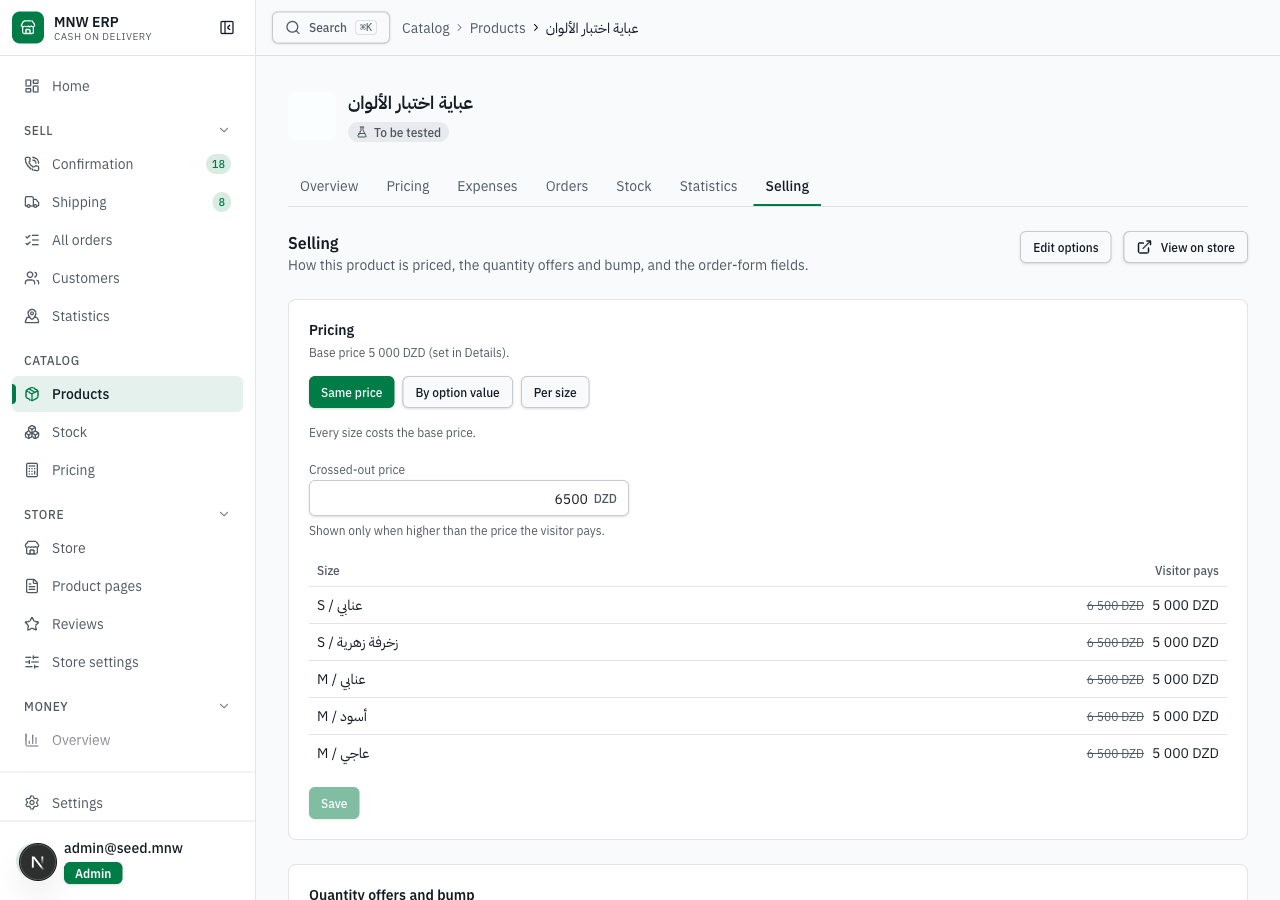 MNW ERP
CASH ON DELIVERY
Search ⌘K
Catalog > Products > عباية اختبار الألوان
Home
SELL
Confirmation 18
Shipping 8
All orders
Customers
Statistics
CATALOG
Products
Stock
Pricing
STORE
Store
Product pages
Reviews
Store settings
MONEY
Overview
Settings
N
admin@seed.mnw
Admin
عباية اختبار الألوان
To be tested
Overview Pricing Expenses Orders Stock Statistics Selling
Selling
How this product is priced, the quantity offers and bump, and the order-form fields.
Edit options View on store
Pricing
Base price 5 000 DZD (set in Details).
Same price By option value Per size
Every size costs the base price.
Crossed-out price
6500 DZD
Shown only when higher than the price the visitor pays.
Size Visitor pays
S / عنابي 6 500 DZD 5 000 DZD
S / زخرفة زهرية 6 500 DZD 5 000 DZD
M / عنابي 6 500 DZD 5 000 DZD
M / أسود 6 500 DZD 5 000 DZD
M / عاجي 6 500 DZD 5 000 DZD
Save
Quantity offers and bump